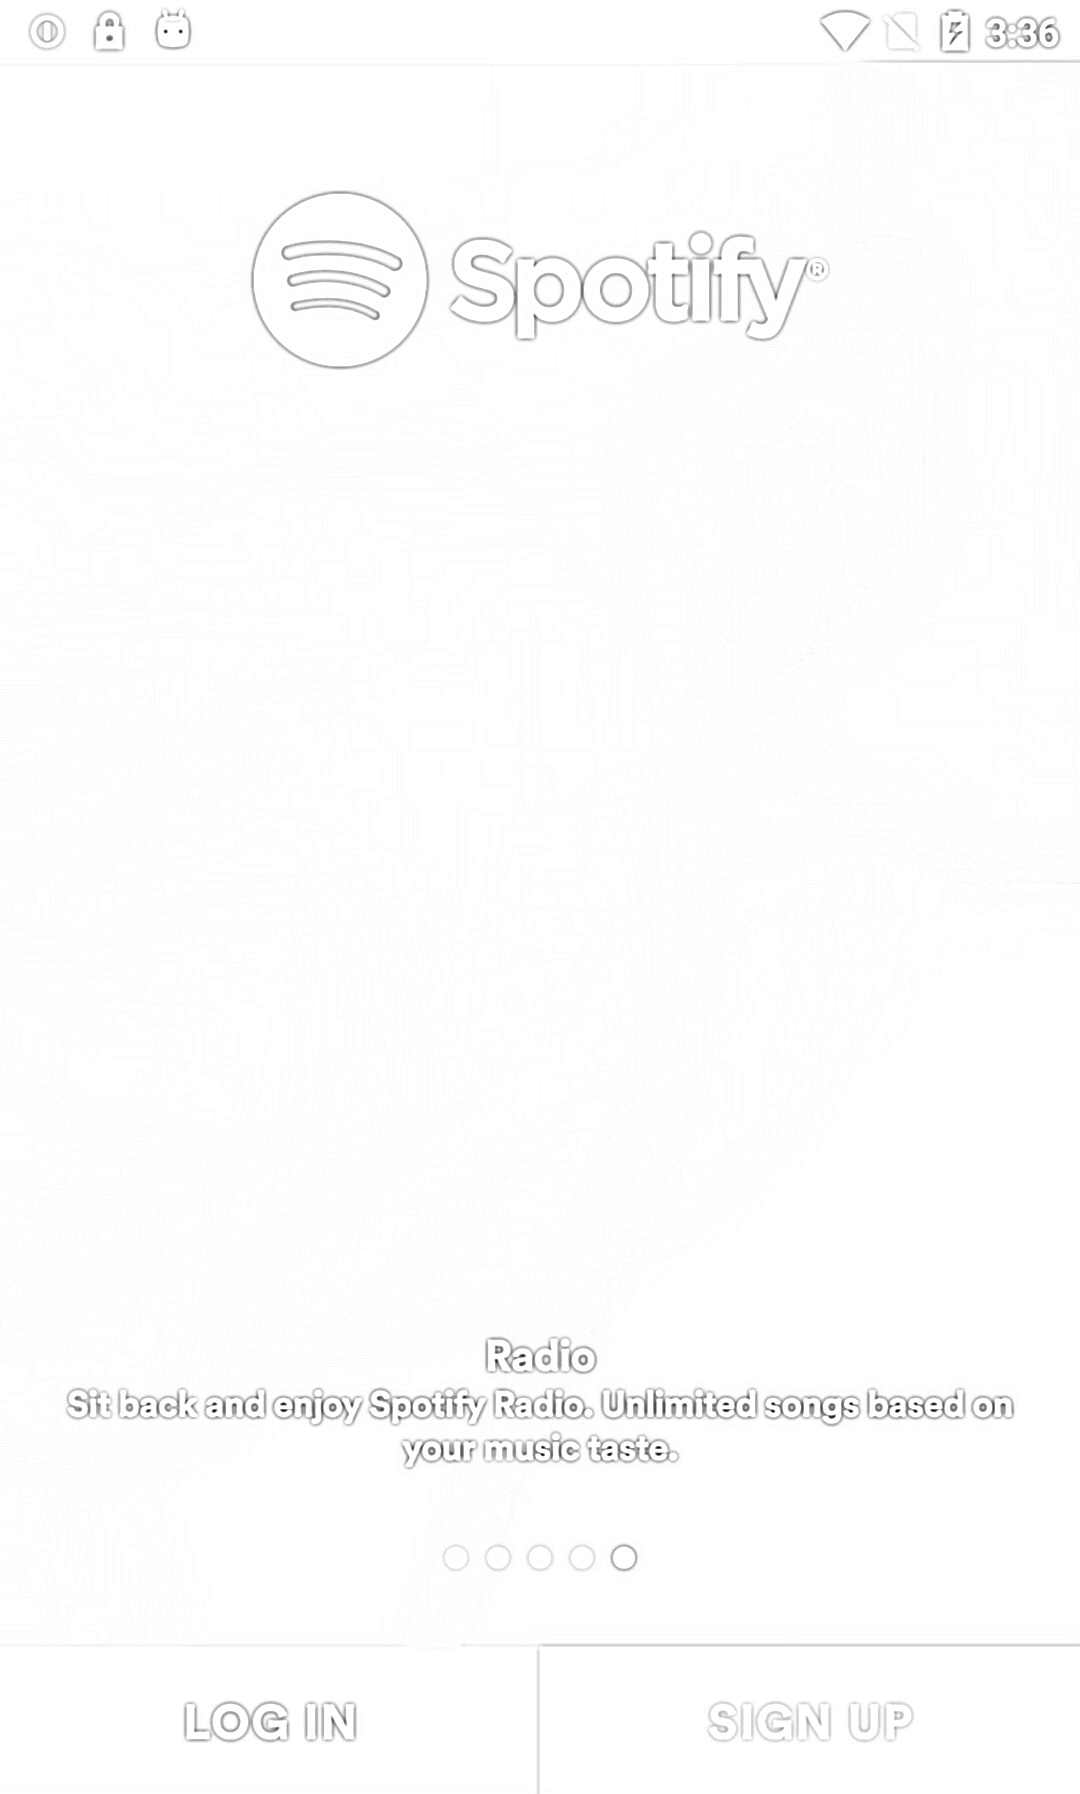 3:36
Spotify®
Radio
Sit back and enjoy Spotify Radio. Unlimited songs based on
your music taste.
LOG IN
SIGN UP